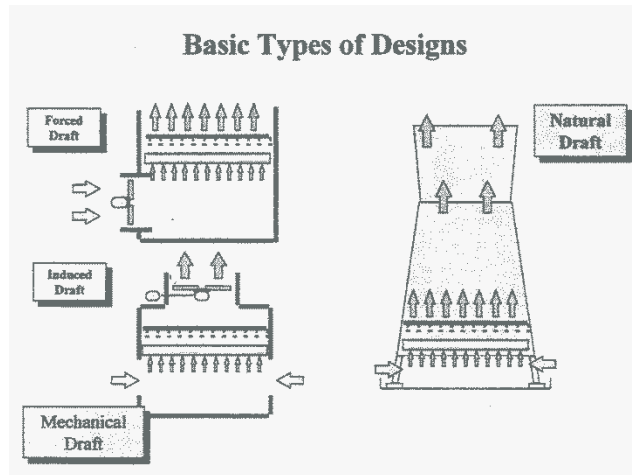 Basic Types of Designs
Forced
Draft
Natural
Draft
Induced
Draft
Mechanical
Draft